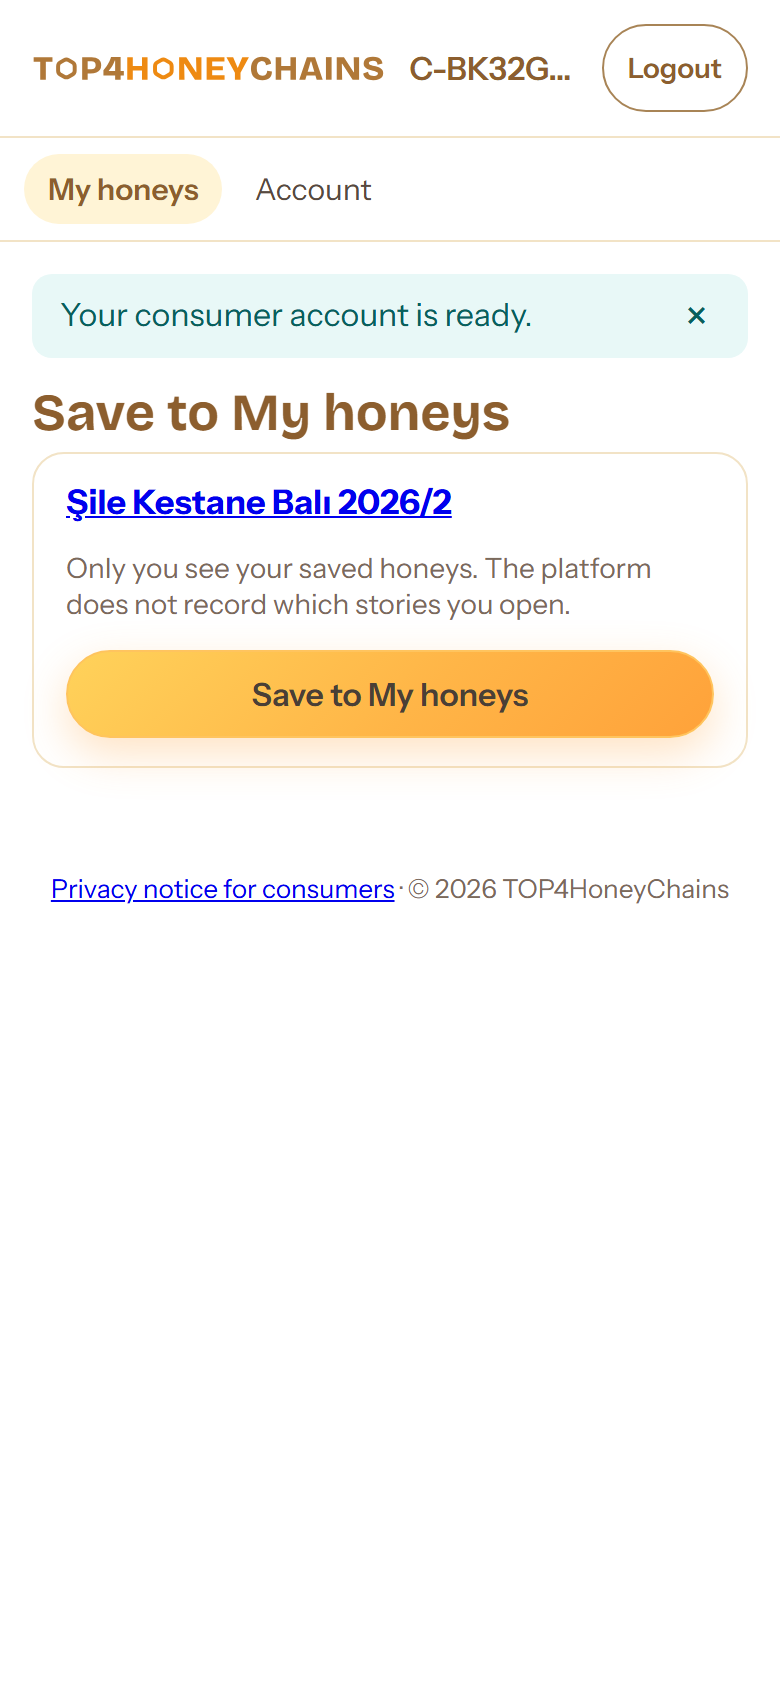 TOP4HONEYCHAINS C-BK32G... Logout
My honeys Account
Your consumer account is ready. ×
Save to My honeys
Şile Kestane Balı 2026/2
Only you see your saved honeys. The platform
does not record which stories you open.
Save to My honeys
Privacy notice for consumers · © 2026 TOP4HoneyChains